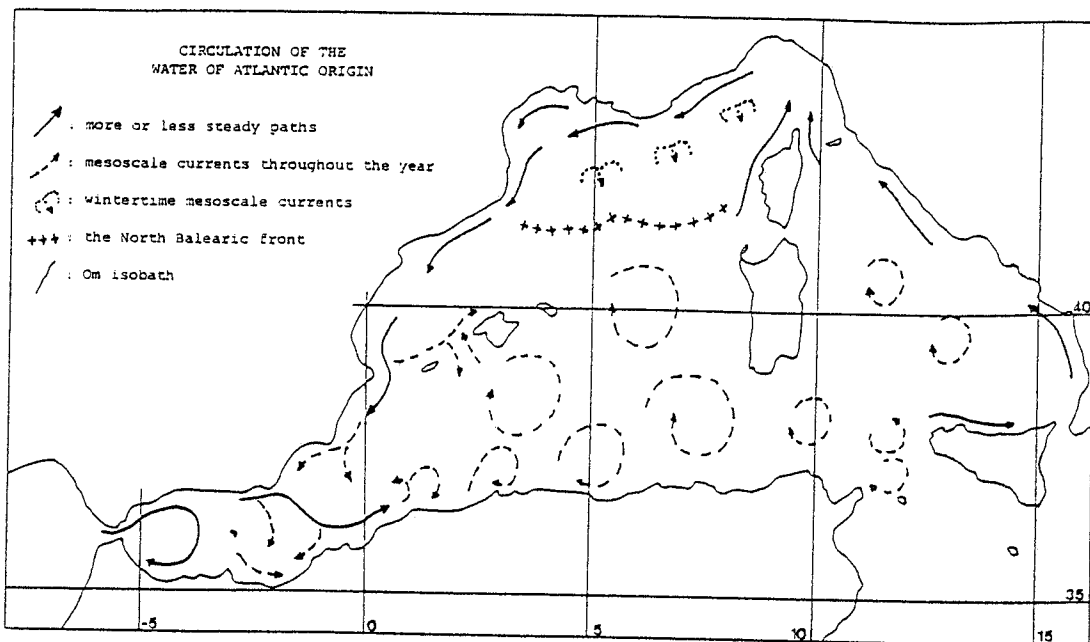 CIRCULATION OF THE
WATER OF ATLANTIC ORIGIN
: more or less steady paths
: mesoscale currents throughout the year
: wintertime mesoscale currents
: the North Balearic front
: 0m isobath
40
35
-5
0
5
10
15